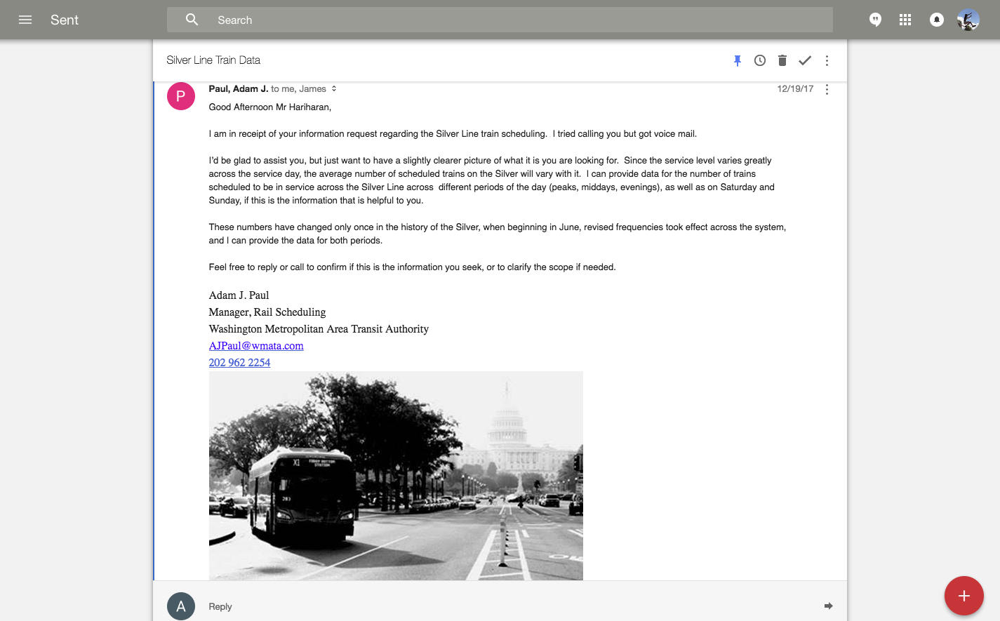 Sent
Search
Silver Line Train Data
P
Paul, Adam J. to me, James
12/19/17
Good Afternoon Mr Hariharan,
I am in receipt of your information request regarding the Silver Line train scheduling.  I tried calling you but got voice mail.
I'd be glad to assist you, but just want to have a slightly clearer picture of what it is you are looking for.  Since the service level varies greatly
across the service day, the average number of scheduled trains on the Silver will vary with it.  I can provide data for the number of trains
scheduled to be in service across the Silver Line across  different periods of the day (peaks, middays, evenings), as well as on Saturday and
Sunday, if this is the information that is helpful to you.
These numbers have changed only once in the history of the Silver, when beginning in June, revised frequencies took effect across the system,
and I can provide the data for both periods.
Feel free to reply or call to confirm if this is the information you seek, or to clarify the scope if needed.
Adam J. Paul
Manager, Rail Scheduling
Washington Metropolitan Area Transit Authority
AJPaul@wmata.com
202 962 2254
X1 FOGGY BOTTOM
STATION
A
Reply